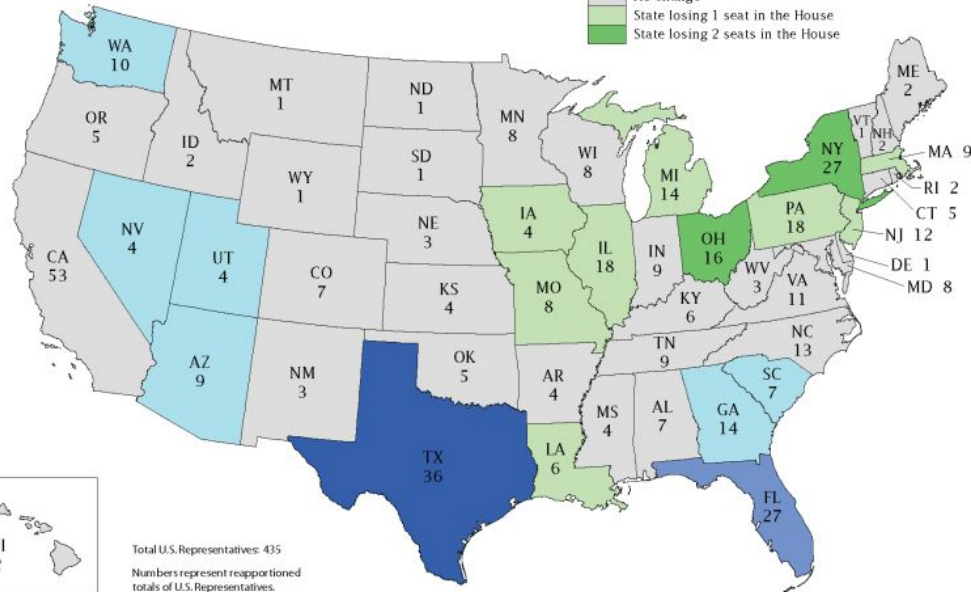 State losing 1 seat in the House
State losing 2 seats in the House
WA
10
MT
1
ND
1
MN
8
ME
2
VT
1
NH
2
OR
5
ID
2
SD
1
WI
8
NY
27
MA 9
WY
1
MI
14
RI 2
CT 5
NV
4
NE
3
IA
4
PA
18
NJ 12
CA
53
UT
4
CO
7
IL
18
IN
9
OH
16
DE 1
MD 8
KS
4
MO
8
WV
3
VA
11
KY
6
AZ
9
NM
3
OK
5
AR
4
TN
9
NC
13
SC
7
MS
4
AL
7
GA
14
TX
36
LA
6
FL
27
Total U.S. Representatives: 435
Numbers represent reapportioned
totals of U.S. Representatives.